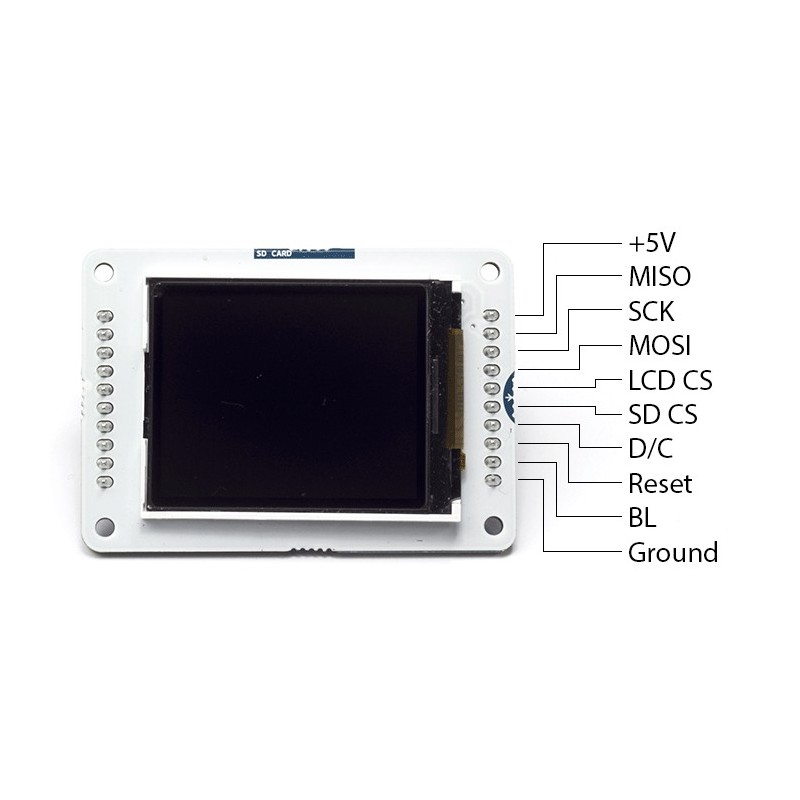 SD CARD
+5V
MISO
SCK
MOSI
LCD CS
SD CS
D/C
Reset
BL
Ground